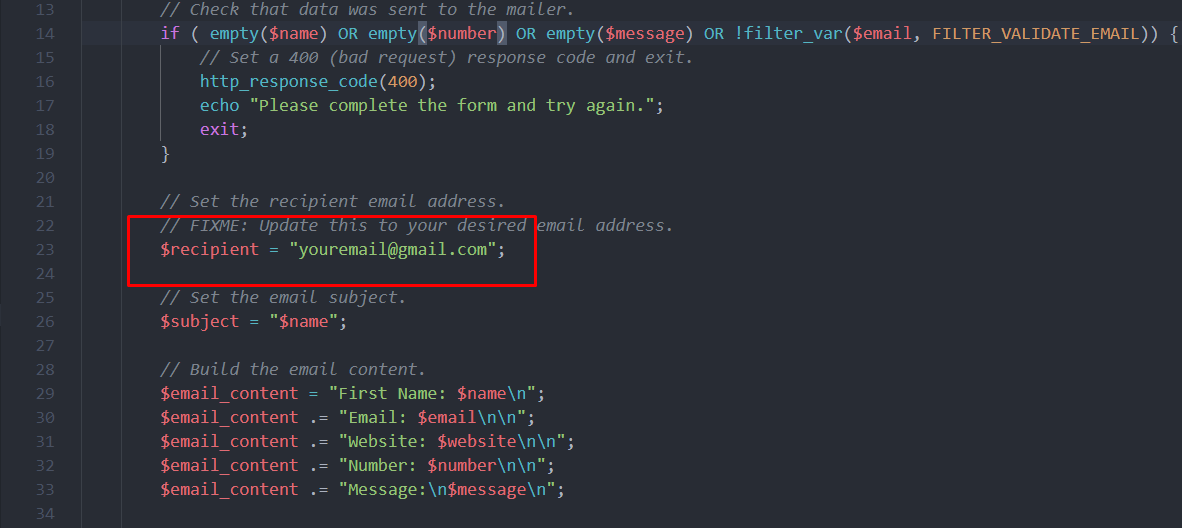 13 // Check that data was sent to the mailer.
14 if ( empty($name) OR empty($number) OR empty($message) OR !filter_var($email, FILTER_VALIDATE_EMAIL)) {
15 // Set a 400 (bad request) response code and exit.
16 http_response_code(400);
17 echo "Please complete the form and try again.";
18 exit;
19 }
20
21 // Set the recipient email address.
22 // FIXME: Update this to your desired email address.
23 $recipient = "youremail@gmail.com";
24
25 // Set the email subject.
26 $subject = "$name";
27
28 // Build the email content.
29 $email_content = "First Name: $name\n";
30 $email_content .= "Email: $email\n\n";
31 $email_content .= "Website: $website\n\n";
32 $email_content .= "Number: $number\n\n";
33 $email_content .= "Message:\n$message\n";
34